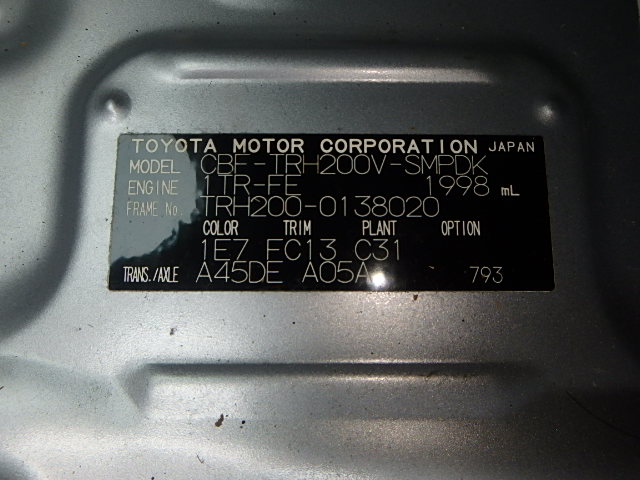 TOYOTA MOTOR CORPORATION JAPAN
MODEL CBF-TRH200V-SMPDK
ENGINE 1TR-FE 1998 mL
FRAME No. TRH200-0138020
COLOR TRIM PLANT OPTION
1E7 FC13 C31
TRANS./AXLE A45DE A05A 793